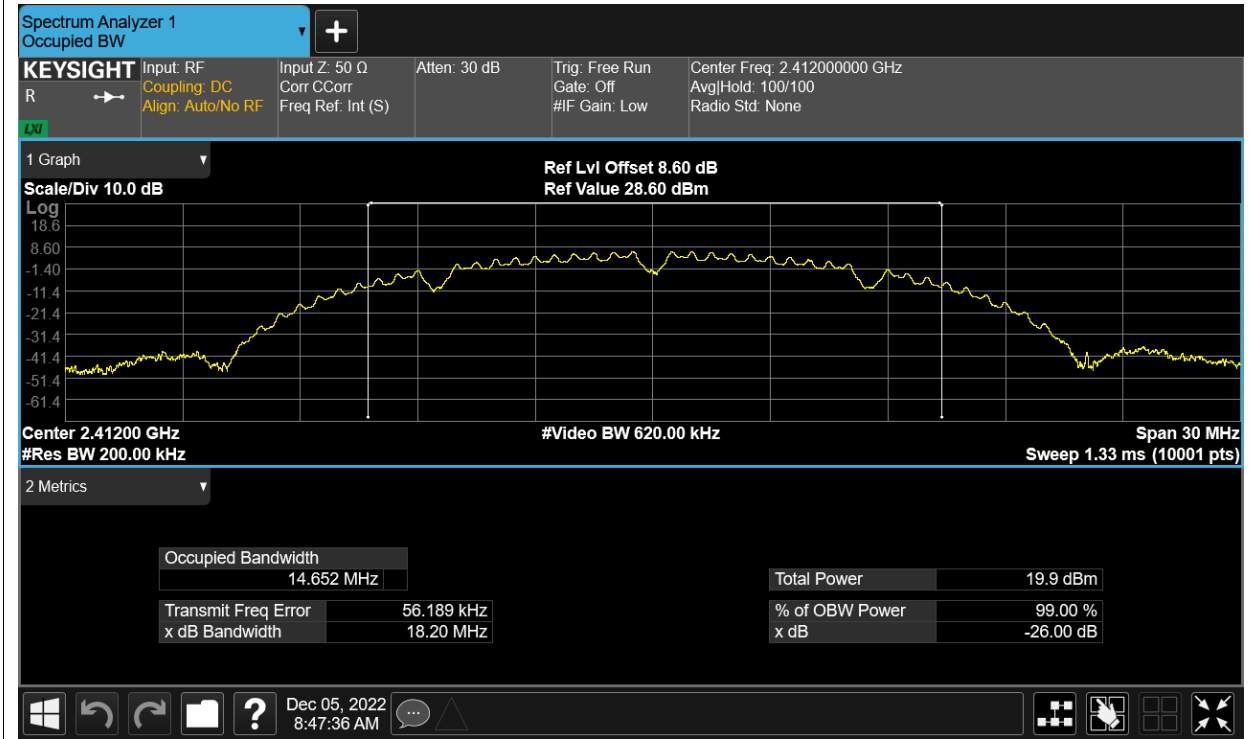 Spectrum Analyzer 1
Occupied BW
KEYSIGHT
R
LXI
Input: RF
Coupling: DC
Align: Auto/No RF
Input Z: 50 Ω
Corr CCorr
Freq Ref: Int (S)
Atten: 30 dB
Trig: Free Run
Gate: Off
#IF Gain: Low
Center Freq: 2.412000000 GHz
Avg|Hold: 100/100
Radio Std: None
1 Graph
Scale/Div 10.0 dB
Ref Lvl Offset 8.60 dB
Ref Value 28.60 dBm
Log
18.6
8.60
-1.40
-11.4
-21.4
-31.4
-41.4
-51.4
-61.4
Center 2.41200 GHz
#Video BW 620.00 kHz
Span 30 MHz
#Res BW 200.00 kHz
Sweep 1.33 ms (10001 pts)
2 Metrics
Occupied Bandwidth
14.652 MHz
Total Power 19.9 dBm
Transmit Freq Error 56.189 kHz
% of OBW Power 99.00 %
x dB Bandwidth 18.20 MHz
x dB -26.00 dB
?
Dec 05, 2022
8:47:36 AM